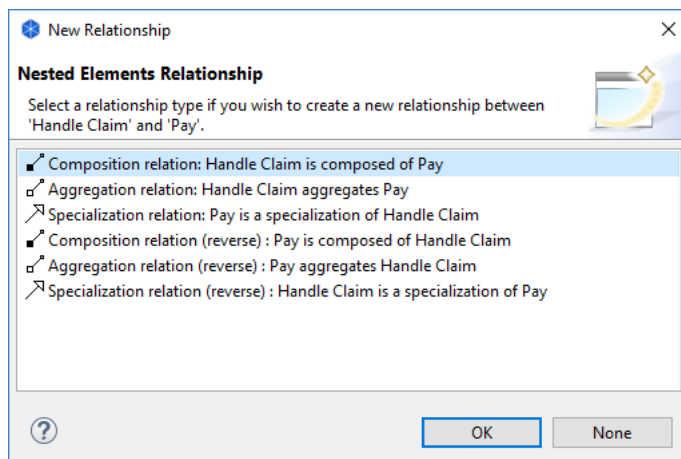 New Relationship
Nested Elements Relationship
Select a relationship type if you wish to create a new relationship between
'Handle Claim' and 'Pay'.
Composition relation: Handle Claim is composed of Pay
Aggregation relation: Handle Claim aggregates Pay
Specialization relation: Pay is a specialization of Handle Claim
Composition relation (reverse) : Pay is composed of Handle Claim
Aggregation relation (reverse) : Pay aggregates Handle Claim
Specialization relation (reverse) : Handle Claim is a specialization of Pay
?
OK None